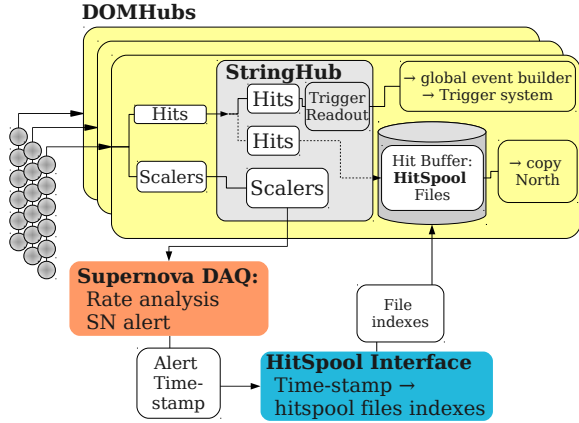 DOMHubs
StringHub
Hits
Hits
Trigger
Readout
→ global event builder
→ Trigger system
Hits
Scalers
Scalers
Hit Buffer:
HitSpool
Files
→ copy
North
Supernova DAQ:
Rate analysis
SN alert
File
indexes
Alert
Time-
stamp
HitSpool Interface
Time-stamp →
hitspool files indexes